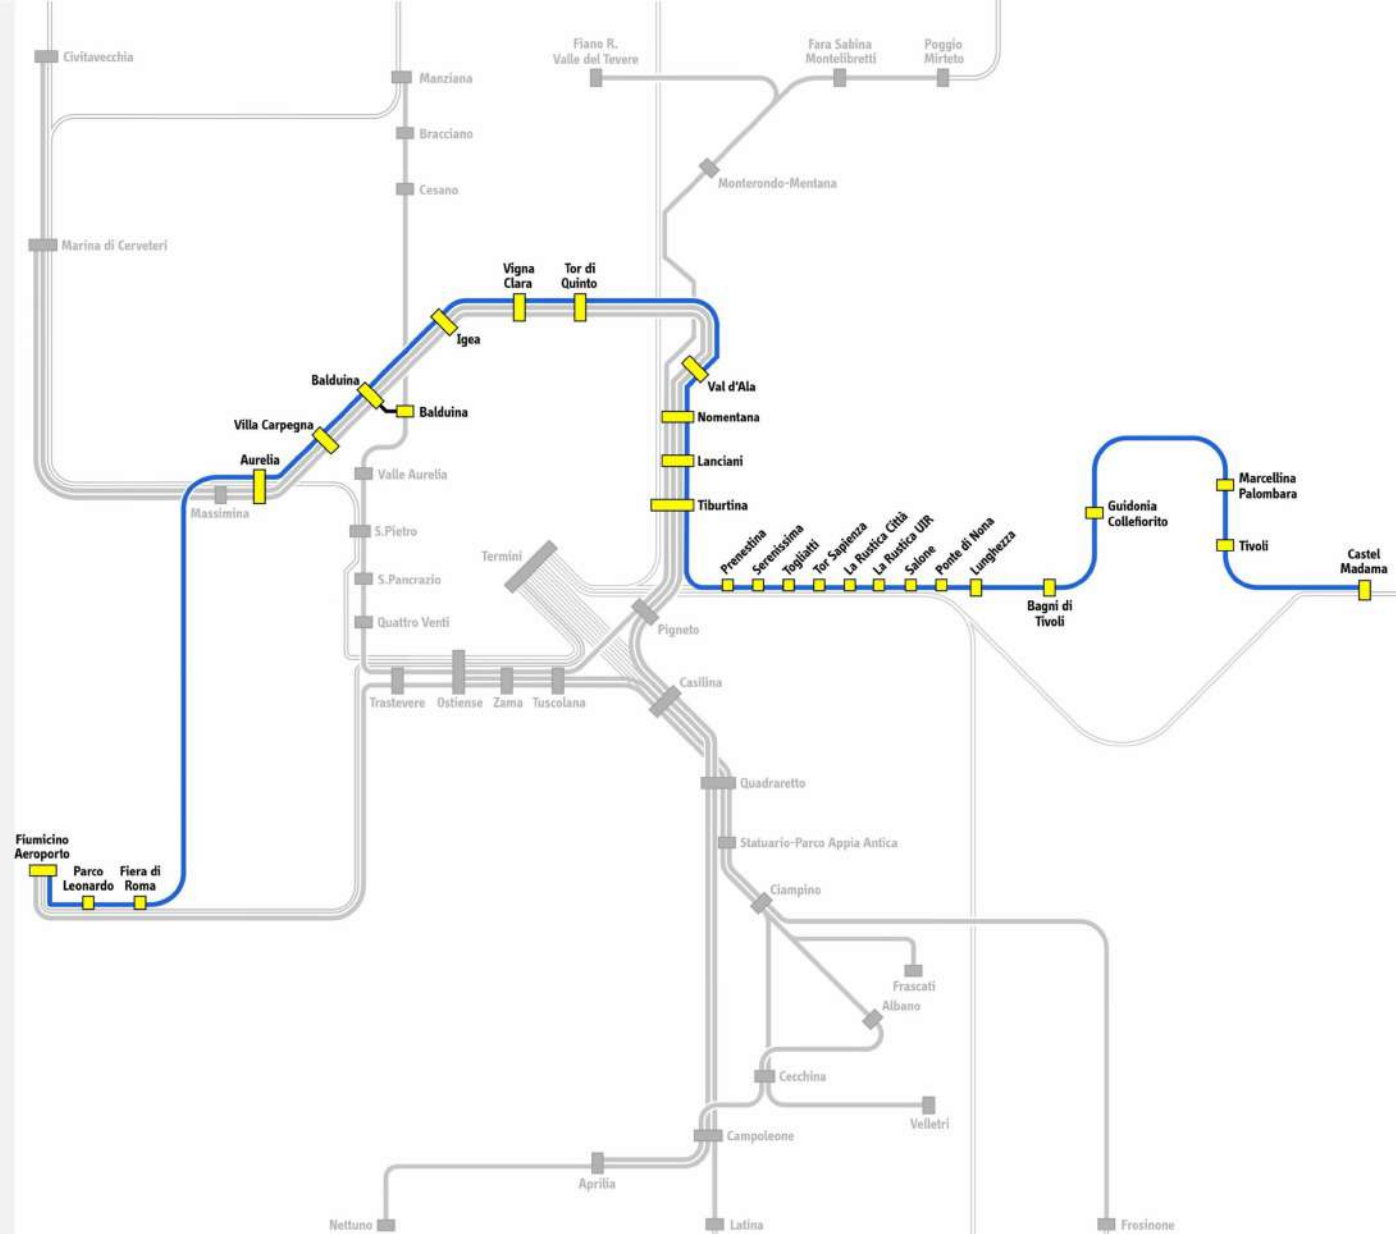 Civitavecchia
Manziana
Fiano R.
Valle del Tevere
Fara Sabina
Montelibretti
Poggio
Mirteto
Bracciano
Cesano
Monterondo-Mentana
Marina di Cerveteri
Vigna
Clara
Tor di
Quinto
Igea
Balduina
Balduina
Val d'Ala
Nomentana
Villa Carpegna
Aurelia
Lanciani
Valle Aurelia
Massimina
Tiburtina
S.Pietro
Termini
Prenestina
Serenissima
Togliatti
Tor Sapienza
La Rustica Città
La Rustica UIR
Salone
Ponte di Nona
Lunghezza
Guidonia
Collefiorito
Marcellina
Palombara
Tivoli
Castel
Madama
Bagni di
Tivoli
S.Pancrazio
Quattro Venti
Pigneto
Casilina
Trastevere
Ostiense
Zama
Tuscolana
Quadraretto
Statuario-Parco Appia Antica
Fiumicino
Aeroporto
Parco
Leonardo
Fiera di
Roma
Ciampino
Frascati
Albano
Cecchina
Velletri
Campoleone
Aprilia
Nettuno
Latina
Frosinone